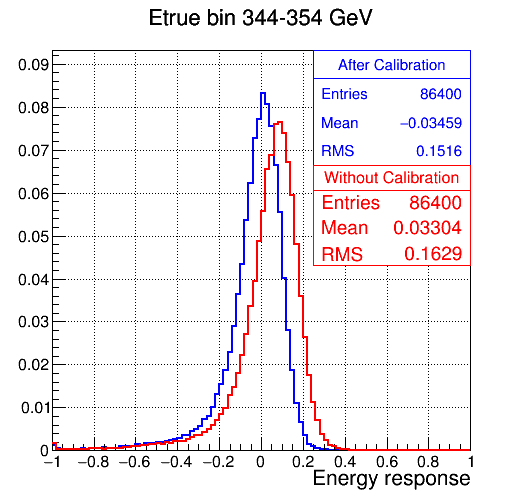 Etrue bin 344-354 GeV
After Calibration
Entries 86400
Mean −0.03459
RMS 0.1516
Without Calibration
Entries 86400
Mean 0.03304
RMS 0.1629
0.09
0.08
0.07
0.06
0.05
0.04
0.03
0.02
0.01
0
−1 −0.8 −0.6 −0.4 −0.2 0 0.2 0.4 0.6 0.8 1
Energy response